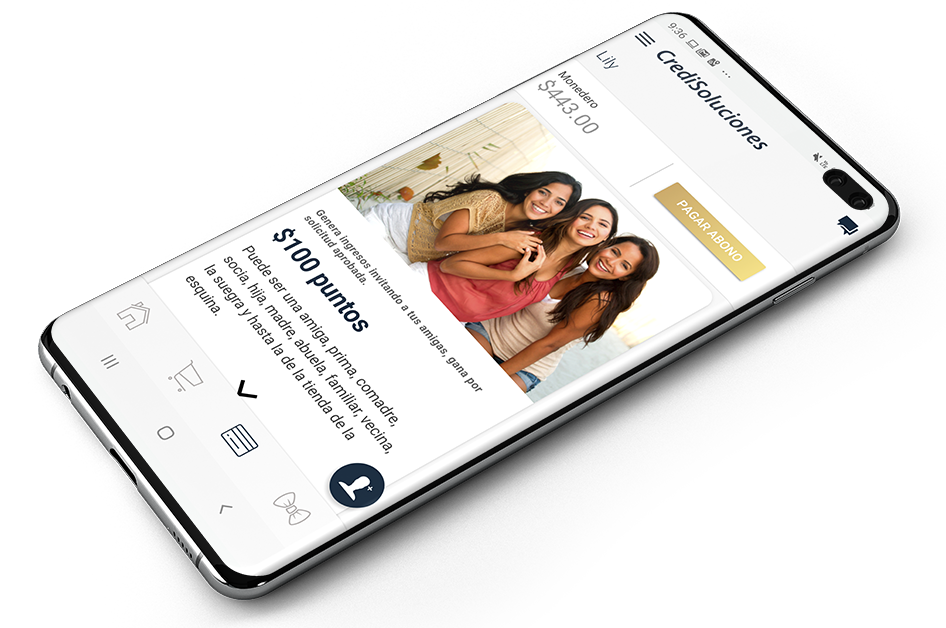 9:36
CrediSoluciones
Lily
Monedero
$443.00
PAGAR ABONO
Genera ingresos invitando a tus amigas, gana por
solicitud aprobada.
$100 puntos
Puede ser una amiga, prima, comadre,
socia, hija, madre, abuela, familiar, vecina,
la suegra y hasta la de la tienda de la
esquina.